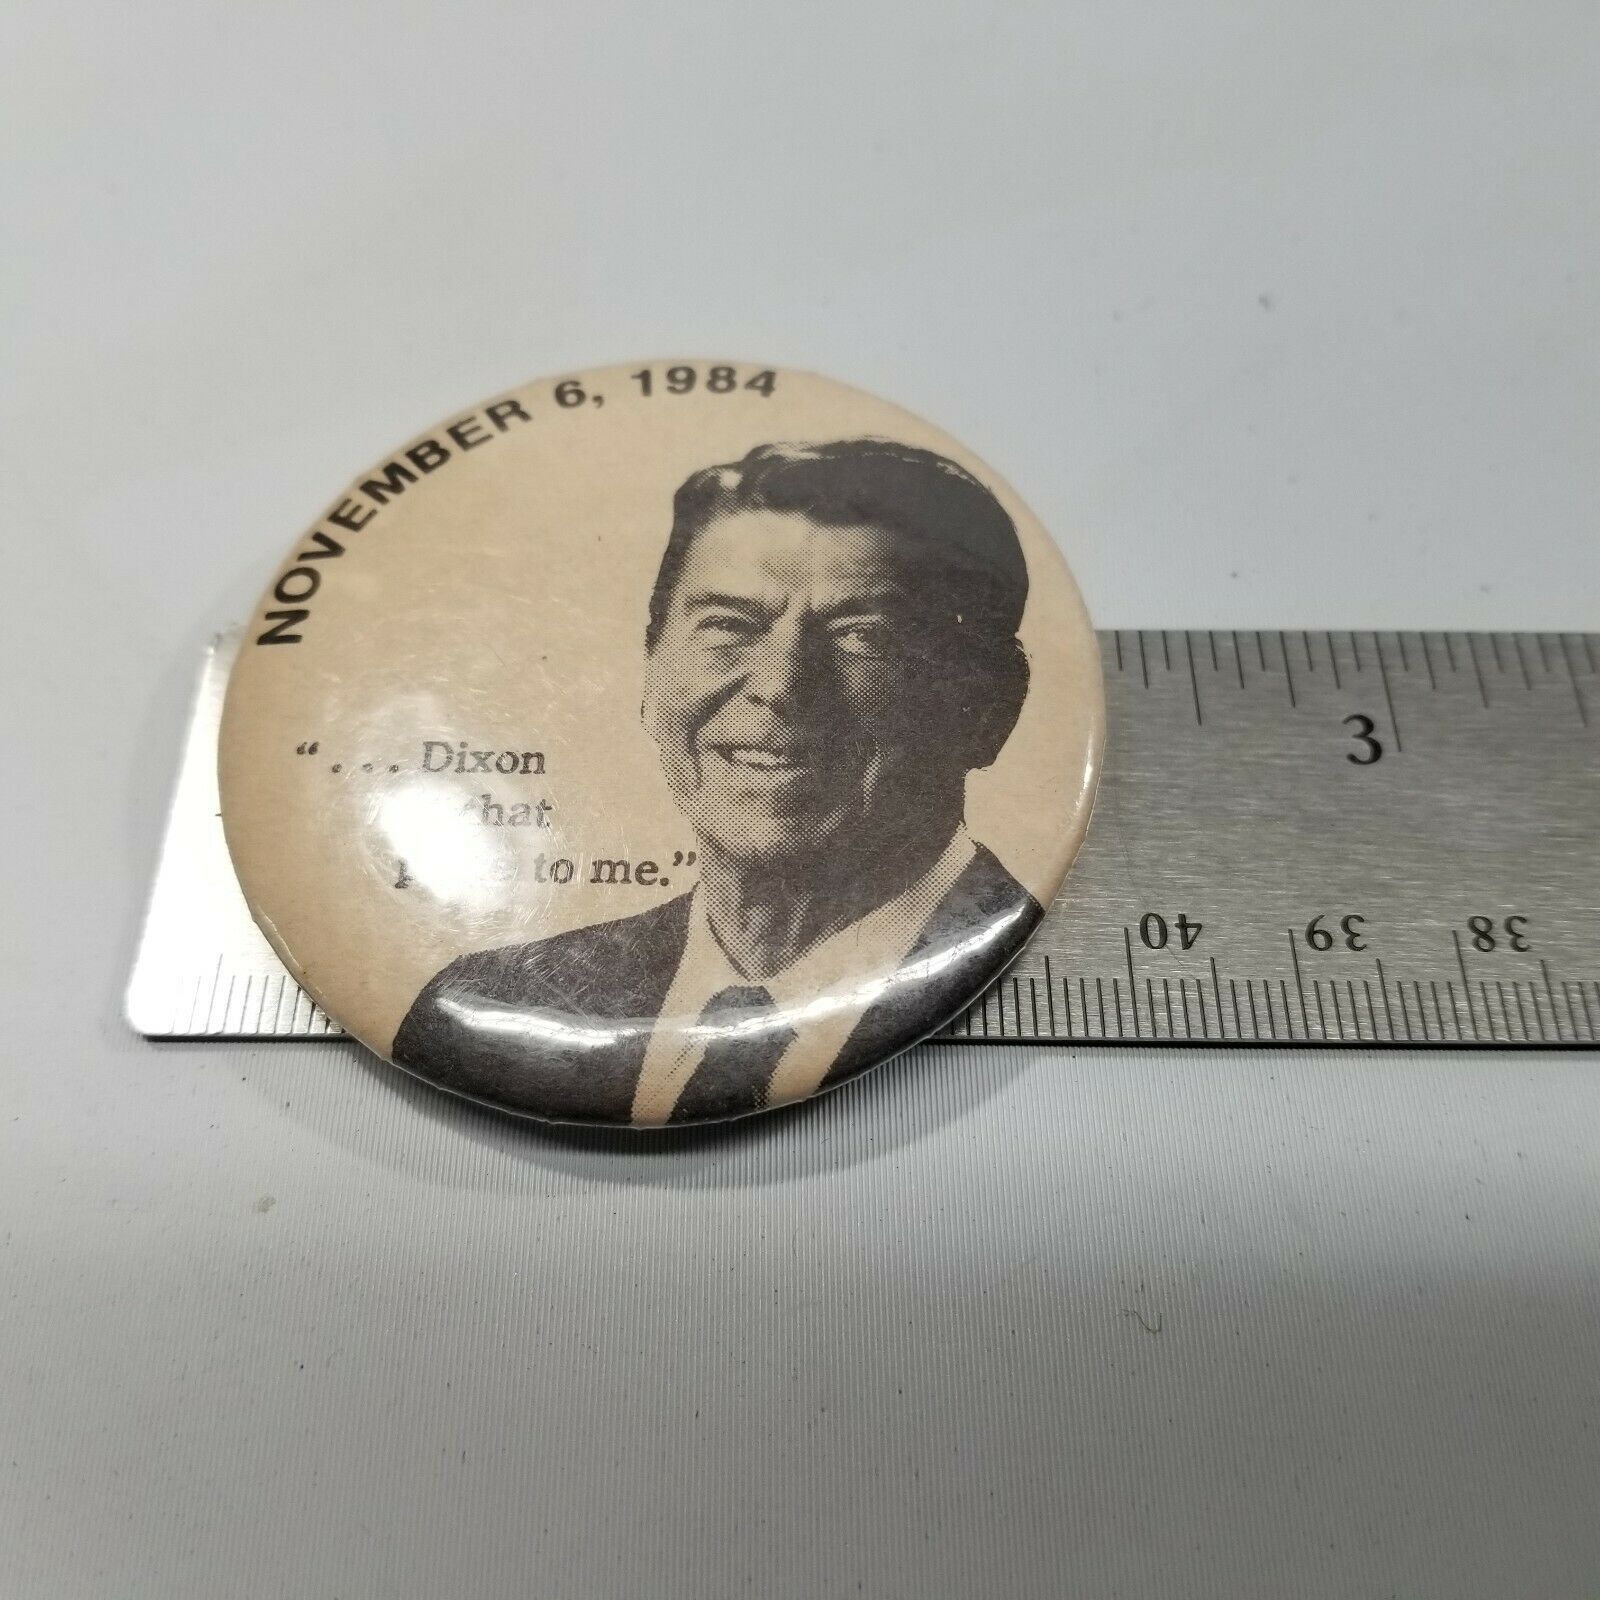 NOVEMBER 6, 1984
“... Dixon
that
to me.”
3
40 39 38